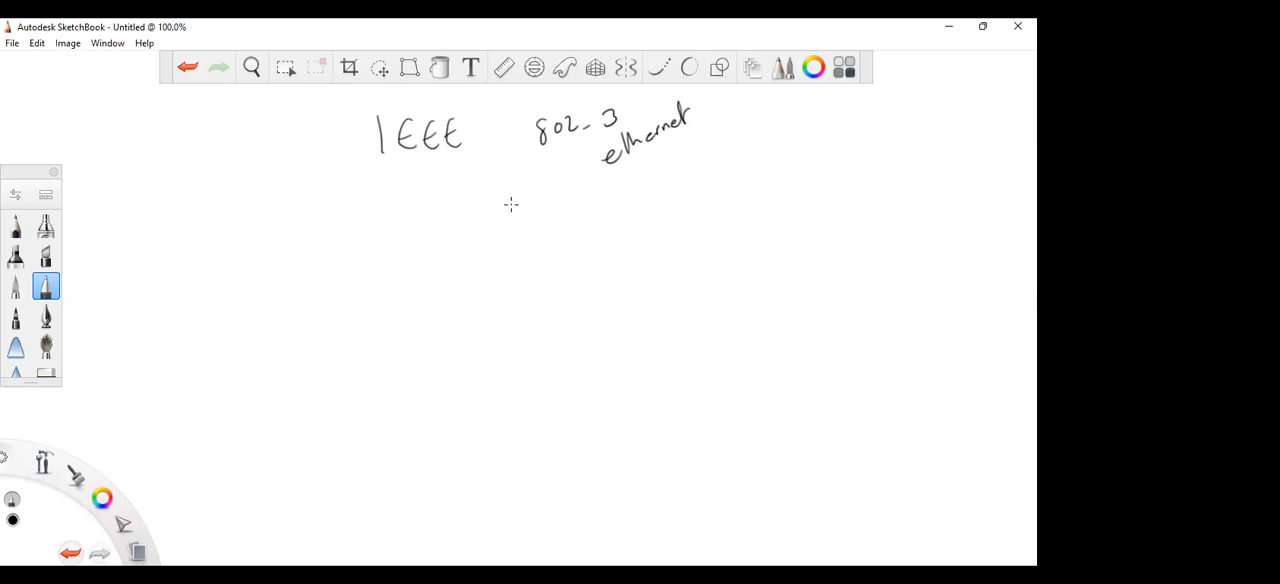 Autodesk SketchBook - Untitled @ 100.0%
File Edit Image Window Help
T
IEEE 802-3
ethernet